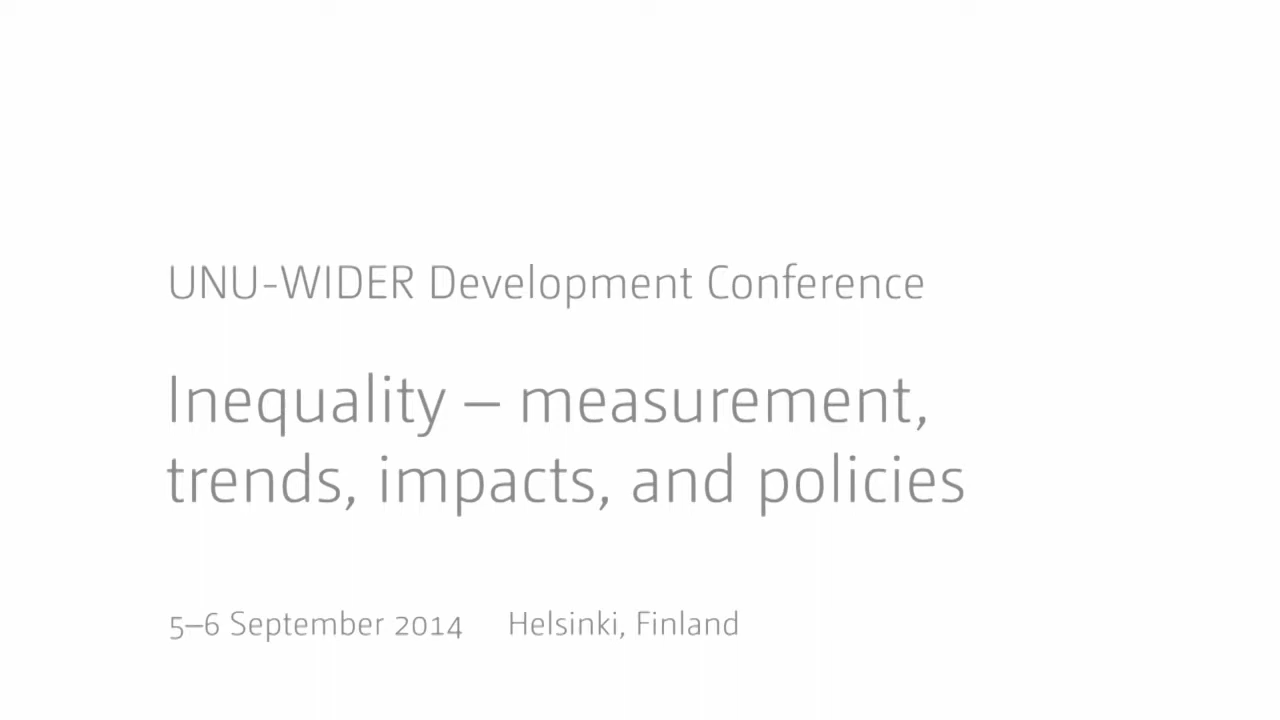 UNU-WIDER Development Conference
Inequality – measurement,
trends, impacts, and policies
5–6 September 2014 Helsinki, Finland